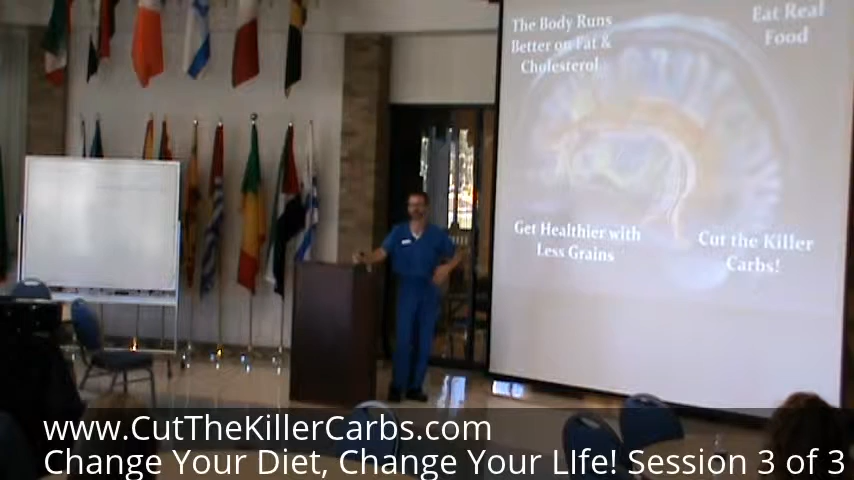 The Body Runs
Better on Fat &
Cholesterol
Eat Real
Food
Get Healthier with
Less Grains
Cut the Killer
Carbs!
www.CutTheKillerCarbs.com
Change Your Diet, Change Your LIfe! Session 3 of 3